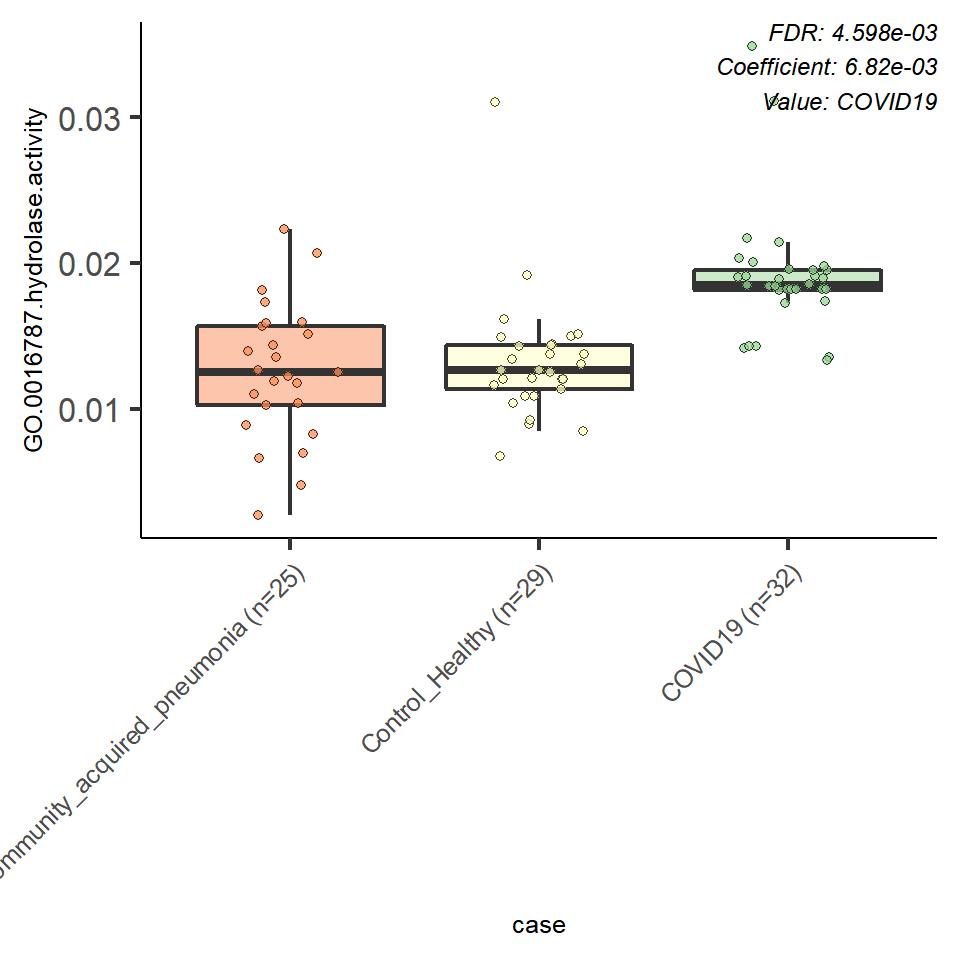 FDR: 4.598e-03
Coefficient: 6.82e-03
Value: COVID19
GO.0016787.hydrolase.activity
0.03
0.02
0.01
ommunity_acquired_pneumonia (n=25)
Control_Healthy (n=29)
COVID19 (n=32)
case